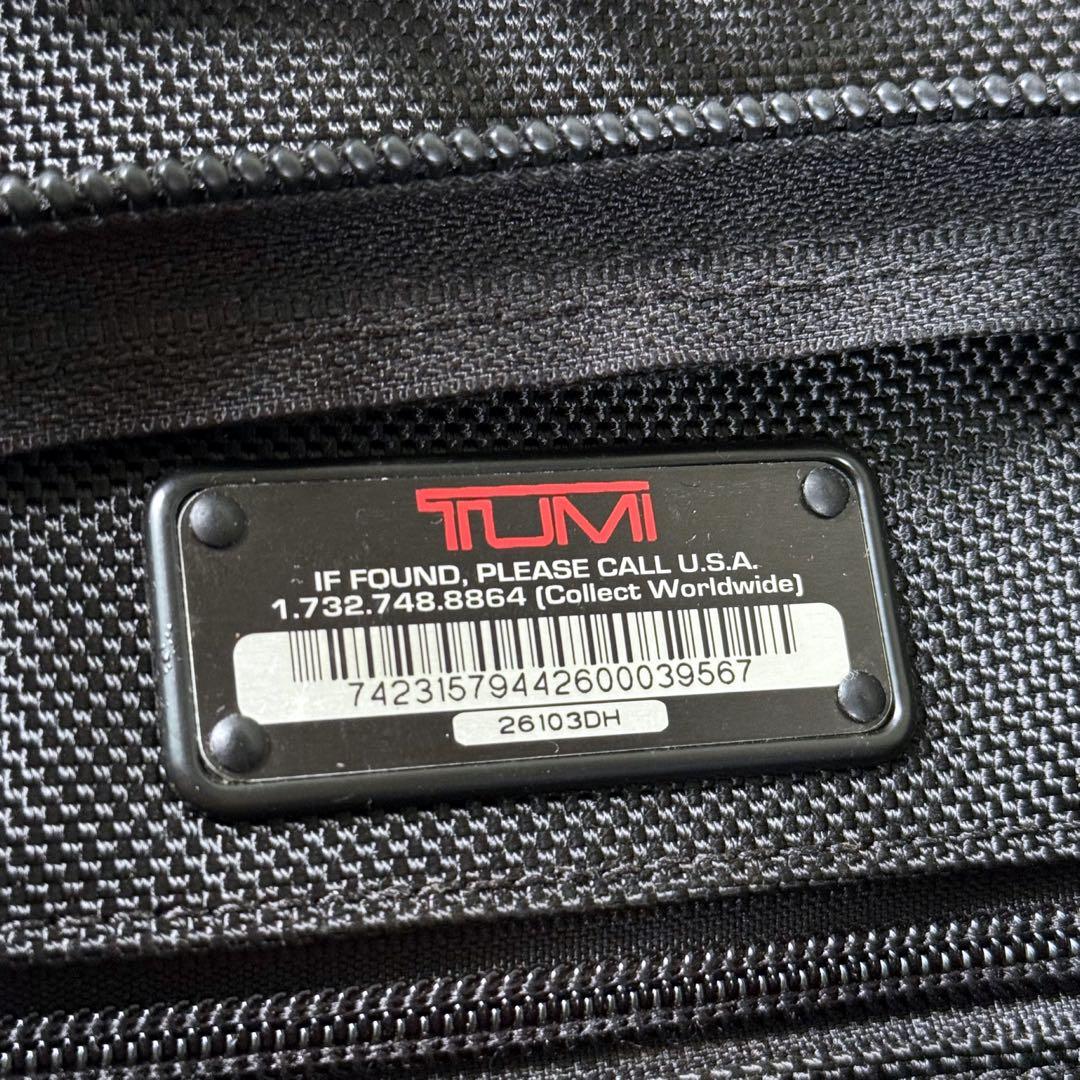 TUMI
IF FOUND, PLEASE CALL U.S.A.
1.732.748.8864 (Collect Worldwide)
74231579442600039567
26103DH